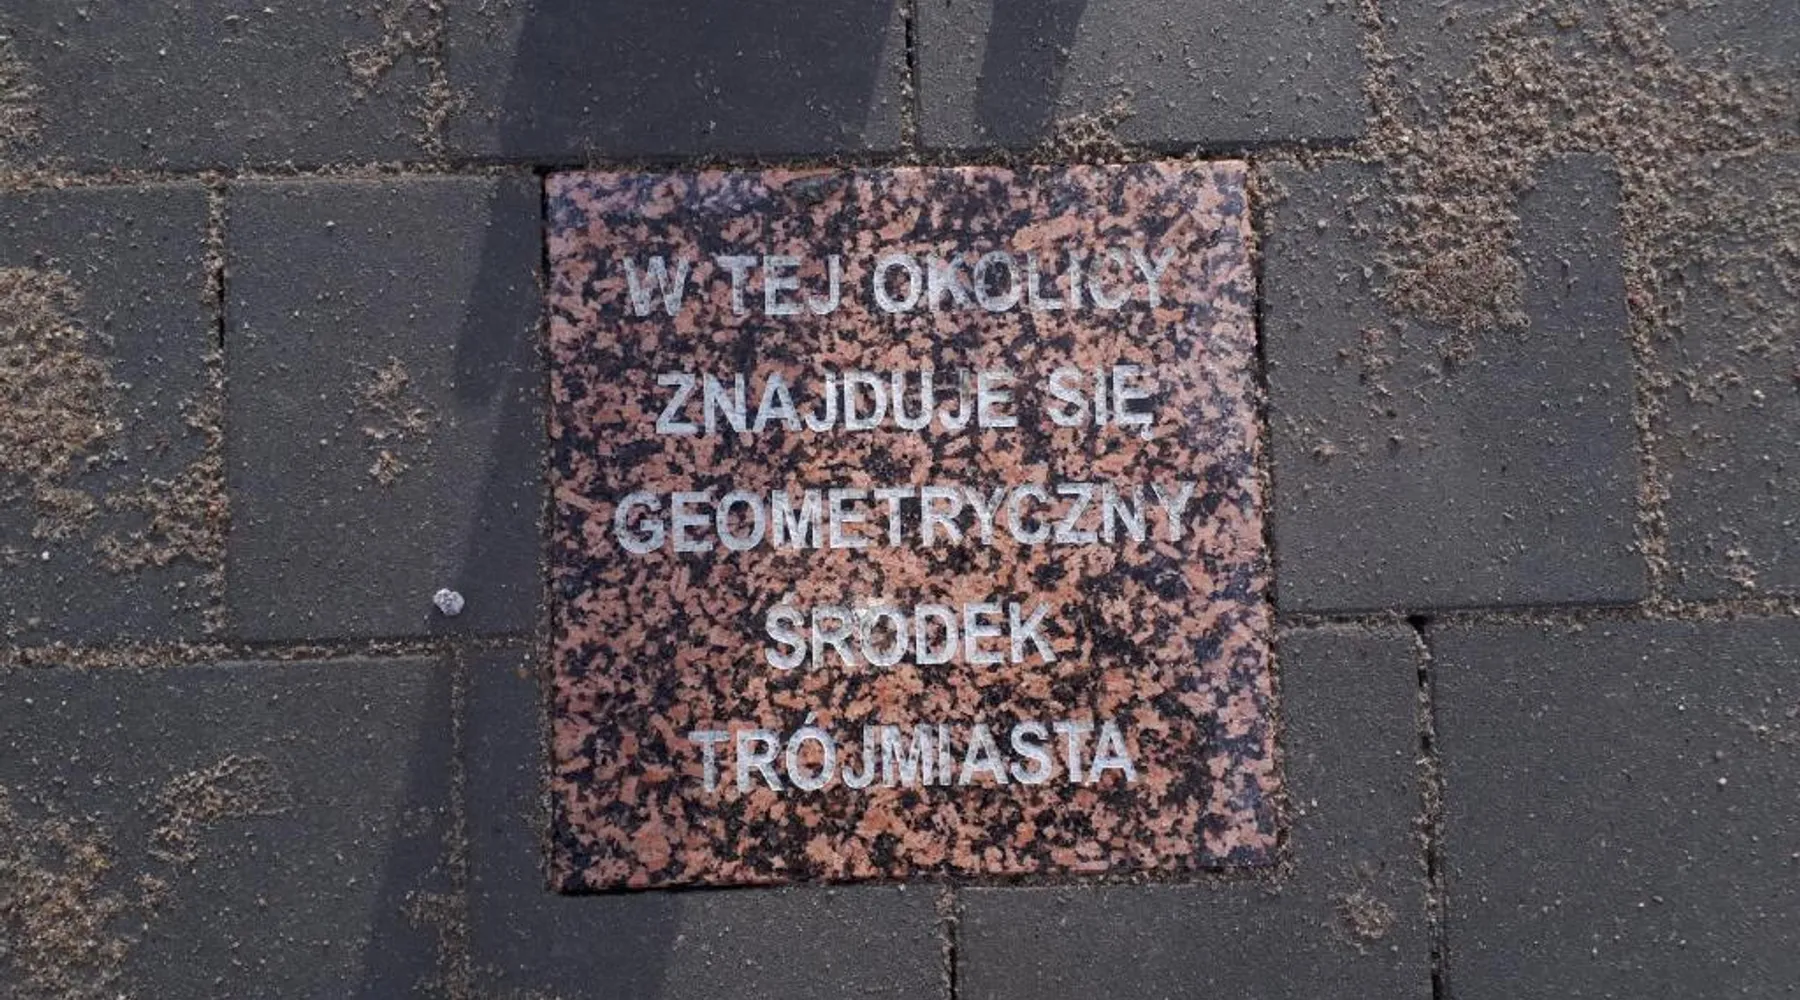 W TEJ OKOLICY
ZNAJDUJE SIĘ
GEOMETRYCZNY
ŚRODEK
TRÓJMIASTA